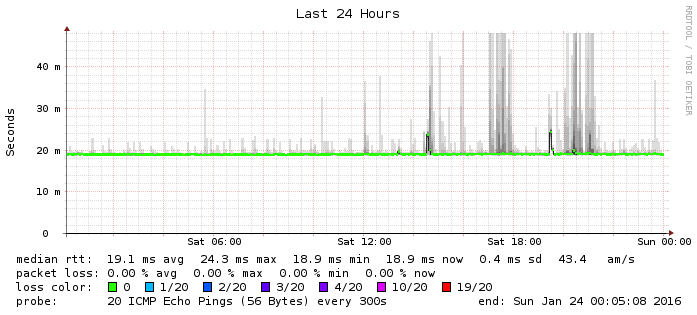 Last 24 Hours
RRDTOOL / TOBI OETIKER
Seconds
40 m
30 m
20 m
10 m
0
Sat 06:00 Sat 12:00 Sat 18:00 Sun 00:00
median rtt: 19.1 ms avg 24.3 ms max 18.9 ms min 18.9 ms now 0.4 ms sd 43.4 am/s
packet loss: 0.00 % avg 0.00 % max 0.00 % min 0.00 % now
loss color: 0 1/20 2/20 3/20 4/20 10/20 19/20
probe: 20 ICMP Echo Pings (56 Bytes) every 300s end: Sun Jan 24 00:05:08 2016